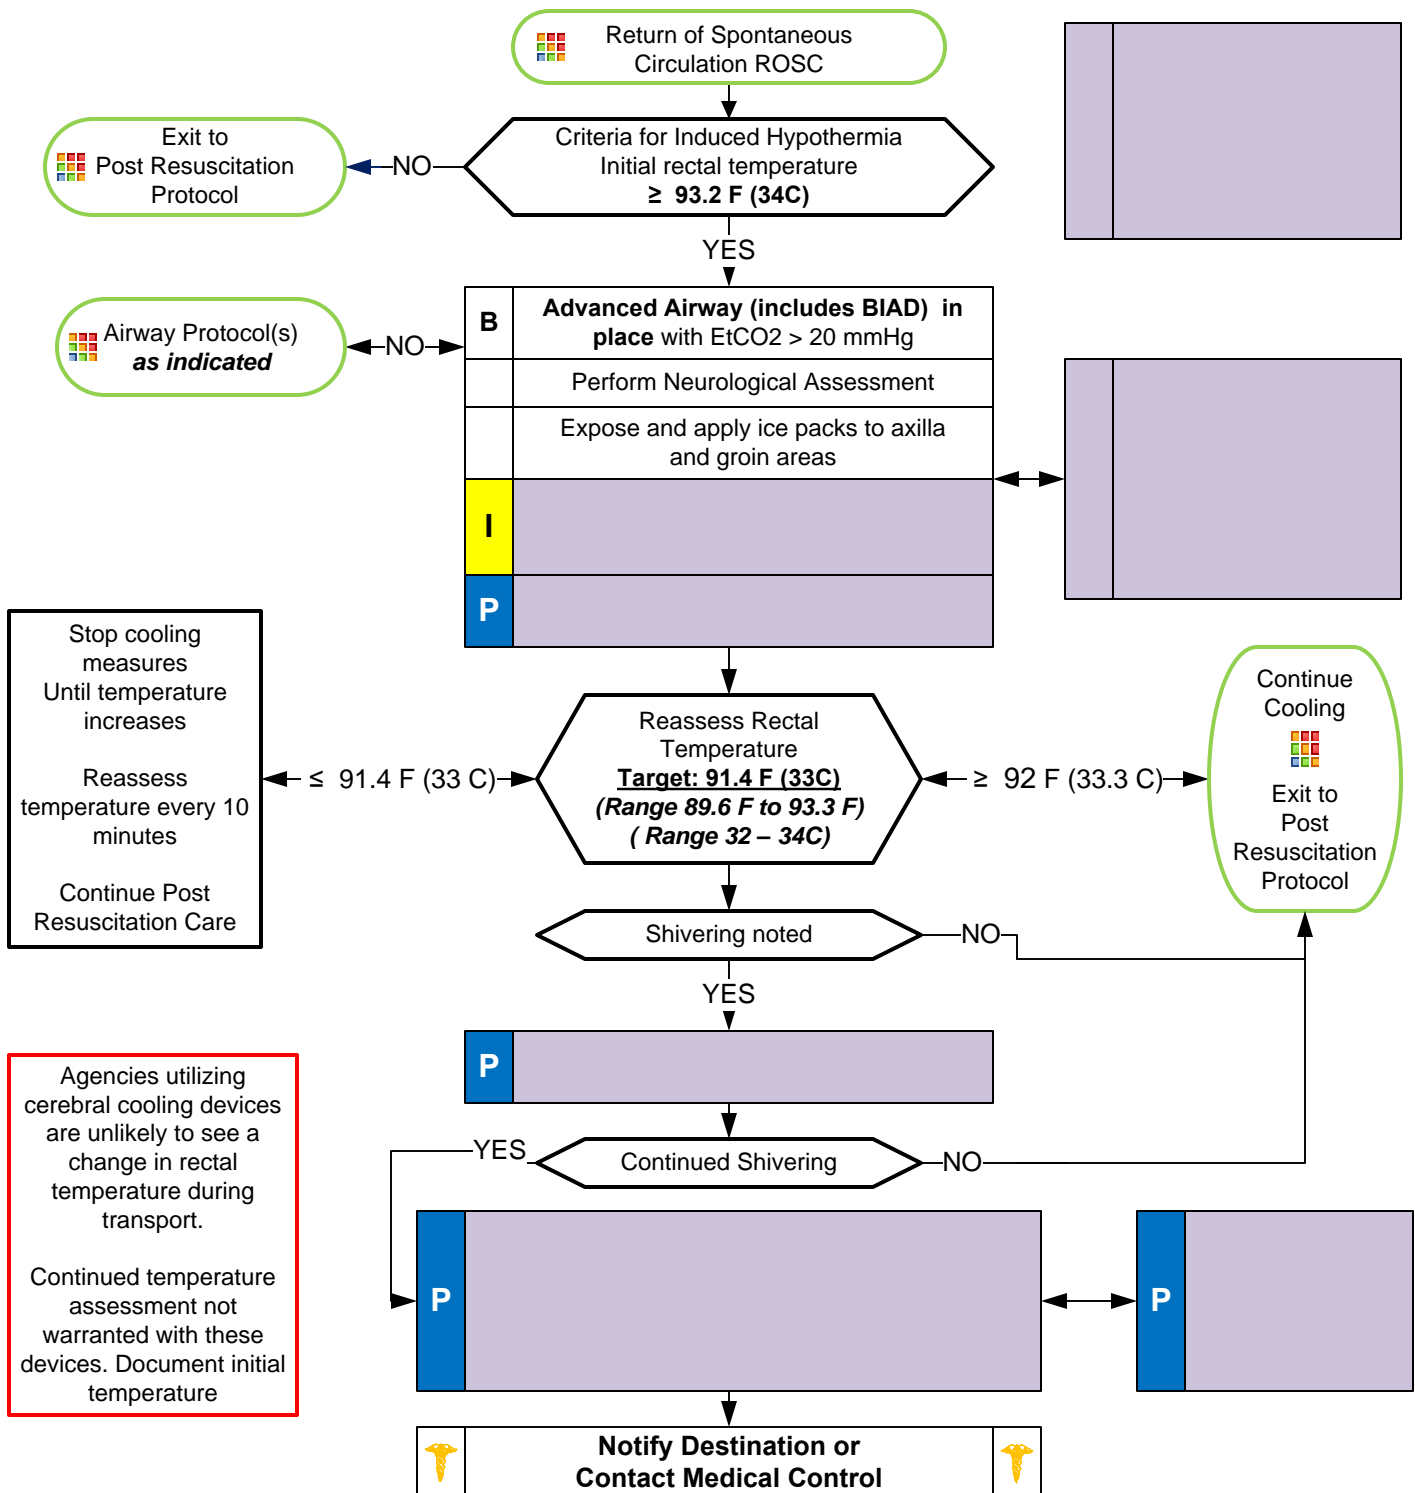 Return of Spontaneous
Circulation ROSC
Exit to
Post Resuscitation
Protocol
NO
Criteria for Induced Hypothermia
Initial rectal temperature
≥ 93.2 F (34C)
YES
Airway Protocol(s)
as indicated
NO
B
Advanced Airway (includes BIAD) in
place with EtCO2 > 20 mmHg
Perform Neurological Assessment
Expose and apply ice packs to axilla
and groin areas
I
P
Stop cooling
measures
Until temperature
increases
Reassess
temperature every 10
minutes
Continue Post
Resuscitation Care
≤ 91.4 F (33 C)
Reassess Rectal
Temperature
Target: 91.4 F (33C)
(Range 89.6 F to 93.3 F)
( Range 32 – 34C)
≥ 92 F (33.3 C)
Continue
Cooling
Exit to
Post
Resuscitation
Protocol
Shivering noted
NO
YES
P
Agencies utilizing
cerebral cooling devices
are unlikely to see a
change in rectal
temperature during
transport.
Continued temperature
assessment not
warranted with these
devices. Document initial
temperature
YES
Continued Shivering
NO
P
P
Notify Destination or
Contact Medical Control